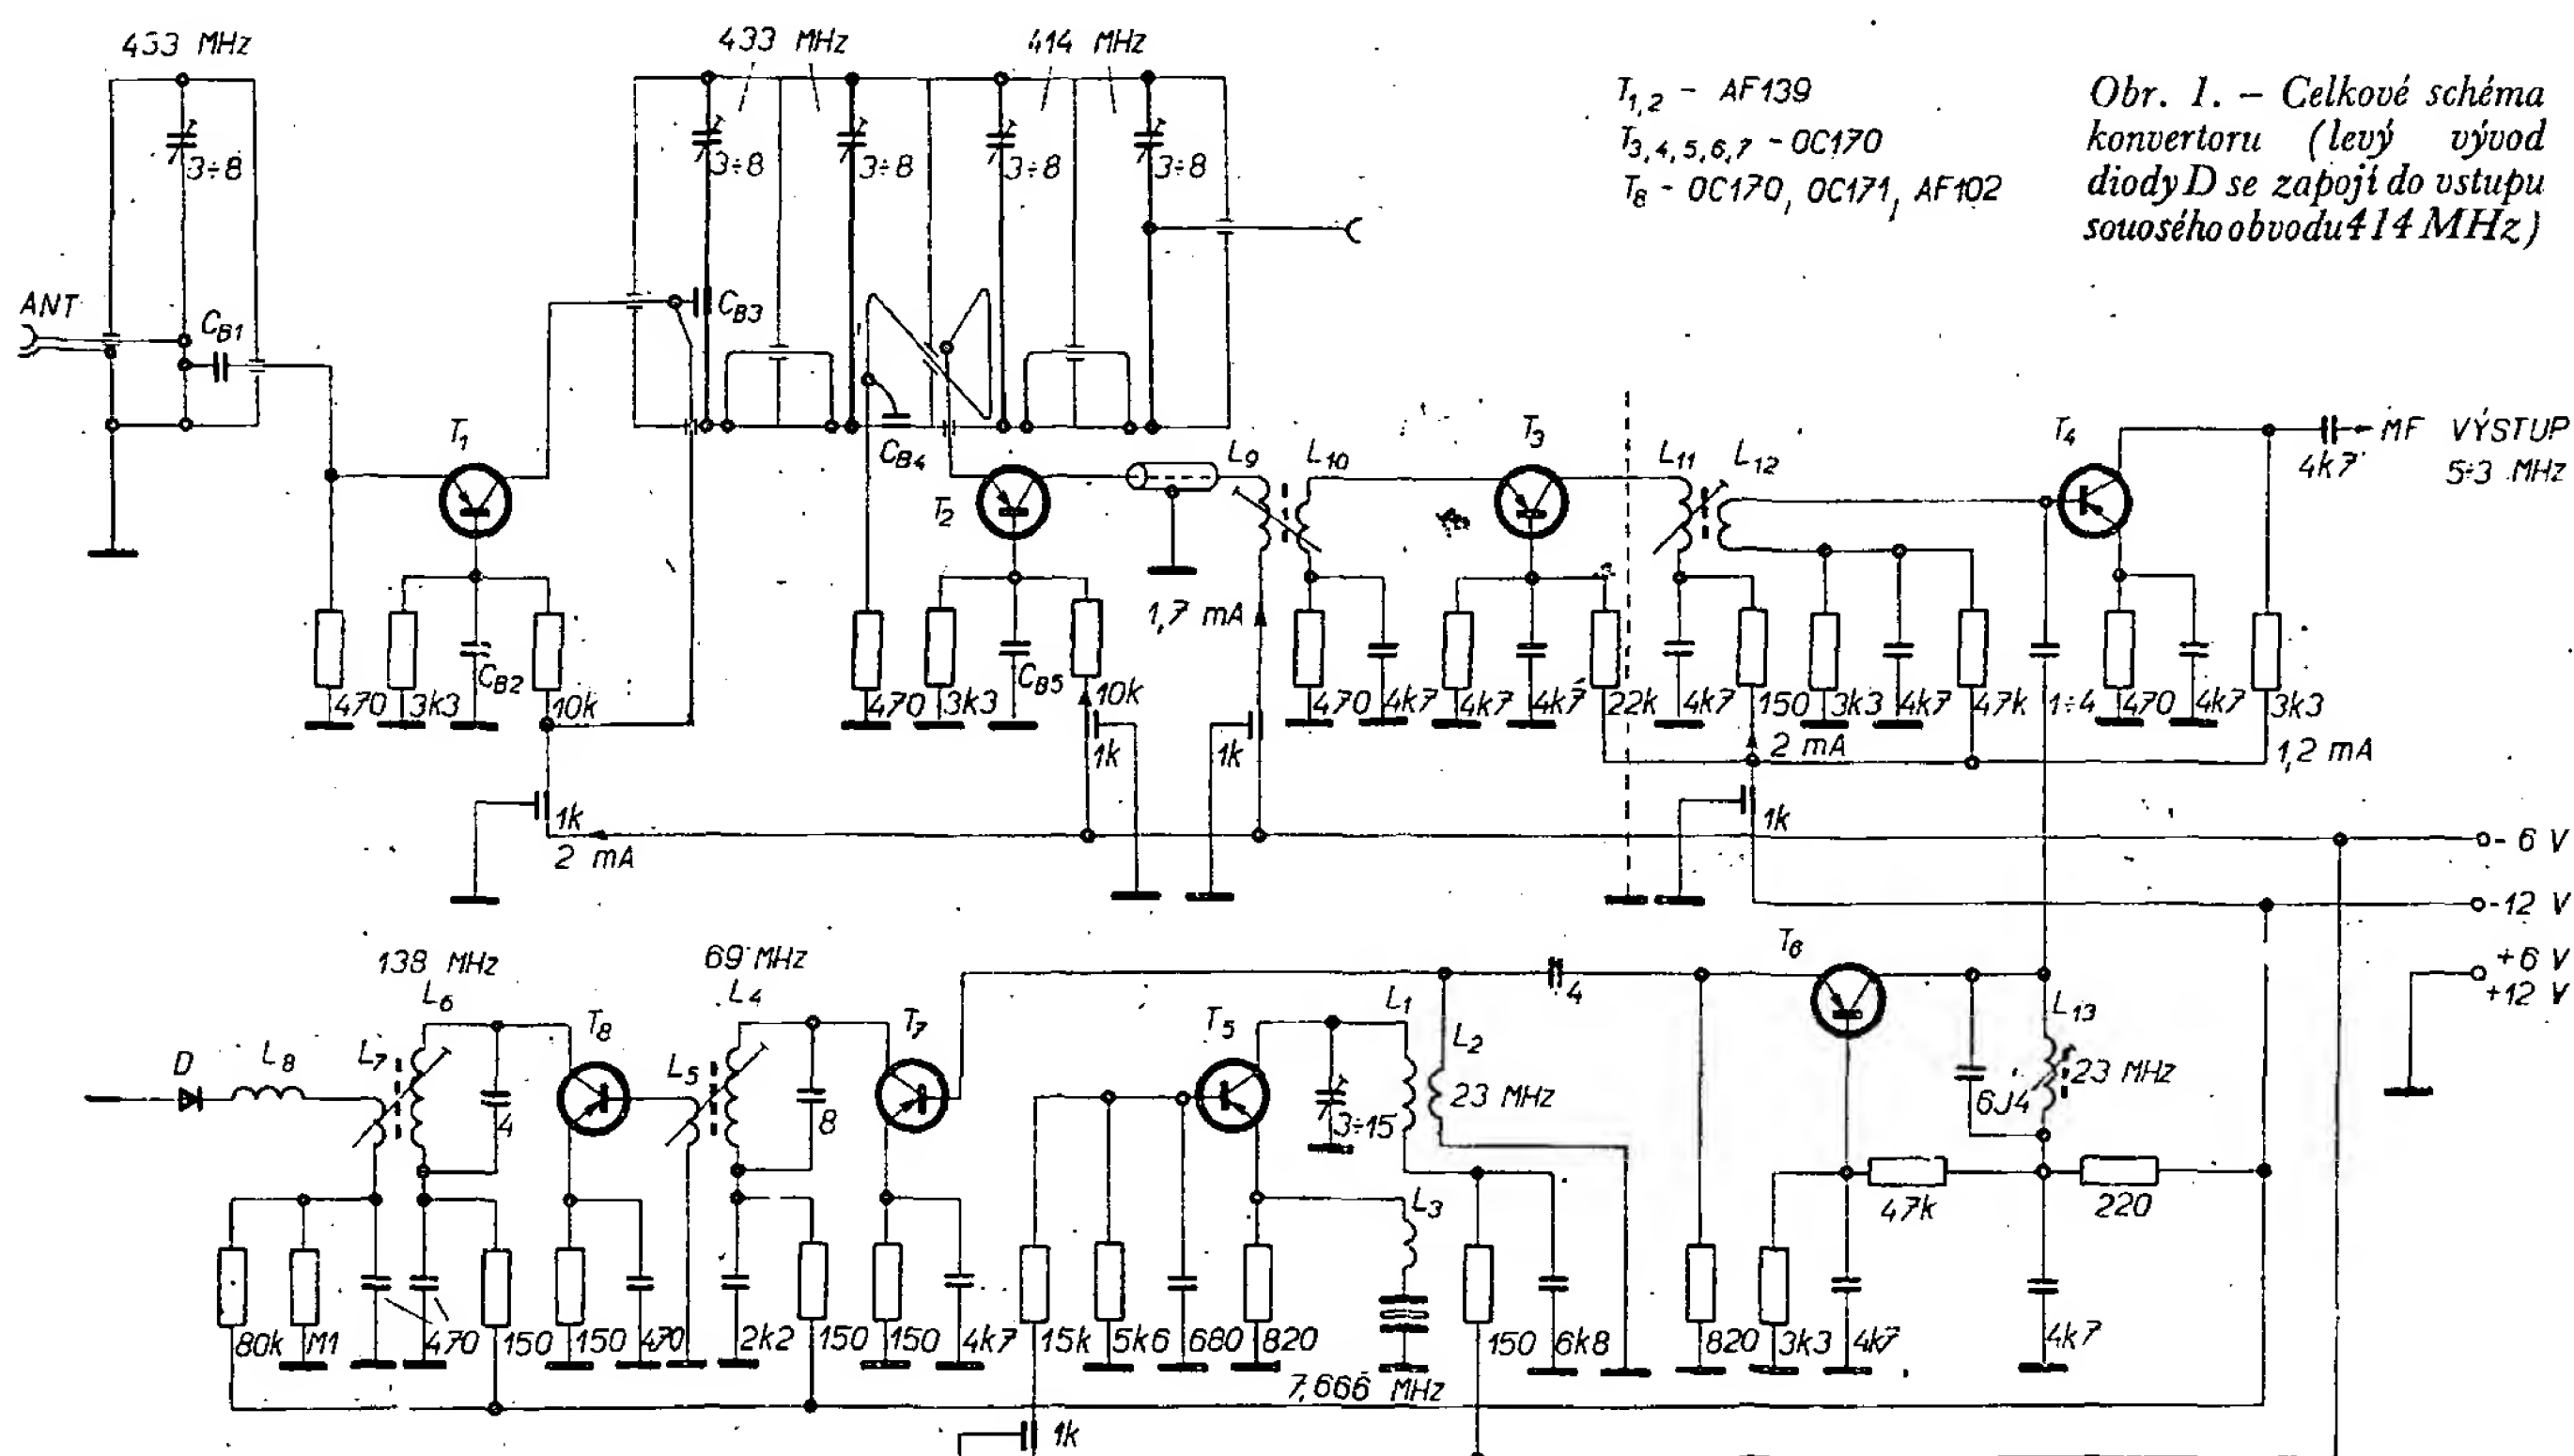 433 MHz
433 MHz
414 MHz
T1,2 - AF139
T3,4,5,6,7 - OC170
T8 - OC170, OC171, AF102
Obr. 1. – Celkové schéma
konvertoru (levý vývod
diody D se zapojí do vstupu
souosého obvodu 414 MHz)
3÷8
3÷8
3÷8
3÷8
3÷8
ANT
CB1
CB3
CB4
T1
T2
L9
L10
T3
L11
L12
T4
4k7
MF VÝSTUP
5÷3 MHz
1,7 mA
470
3k3
CB2
10k
470
3k3
CB5
10k
470
4k7
4k7
4k7
22k
4k7
150
3k3
4k7
47k
1÷4
470
4k7
3k3
1k
1k
2 mA
1,2 mA
1k
2 mA
1k
- 6 V
-12 V
+6 V
+12 V
138 MHz
69 MHz
T6
4
L6
L4
L1
L2
L13
D
L8
L7
T8
L5
T7
T5
4
8
3÷15
23 MHz
6J4
23 MHz
L3
47k
220
80k
M1
470
150
150
470
2k2
150
150
4k7
15k
5k6
680
820
150
6k8
820
3k3
4k7
4k7
7,666 MHz
1k